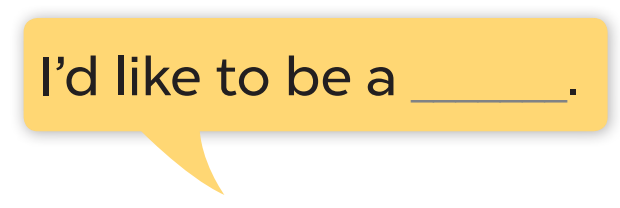 I’d like to be a ______.